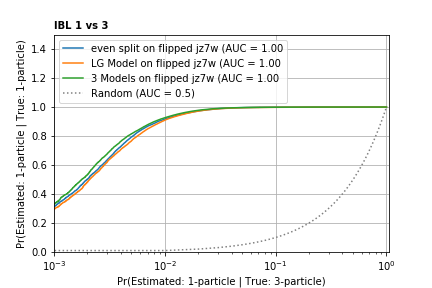 IBL 1 vs 3
Pr(Estimated: 1-particle | True: 1-particle)
1.4
1.2
1.0
0.8
0.6
0.4
0.2
0.0
even split on flipped jz7w (AUC = 1.00
LG Model on flipped jz7w (AUC = 1.00
3 Models on flipped jz7w (AUC = 1.00
Random (AUC = 0.5)
10⁻³ 10⁻² 10⁻¹ 10⁰
Pr(Estimated: 1-particle | True: 3-particle)